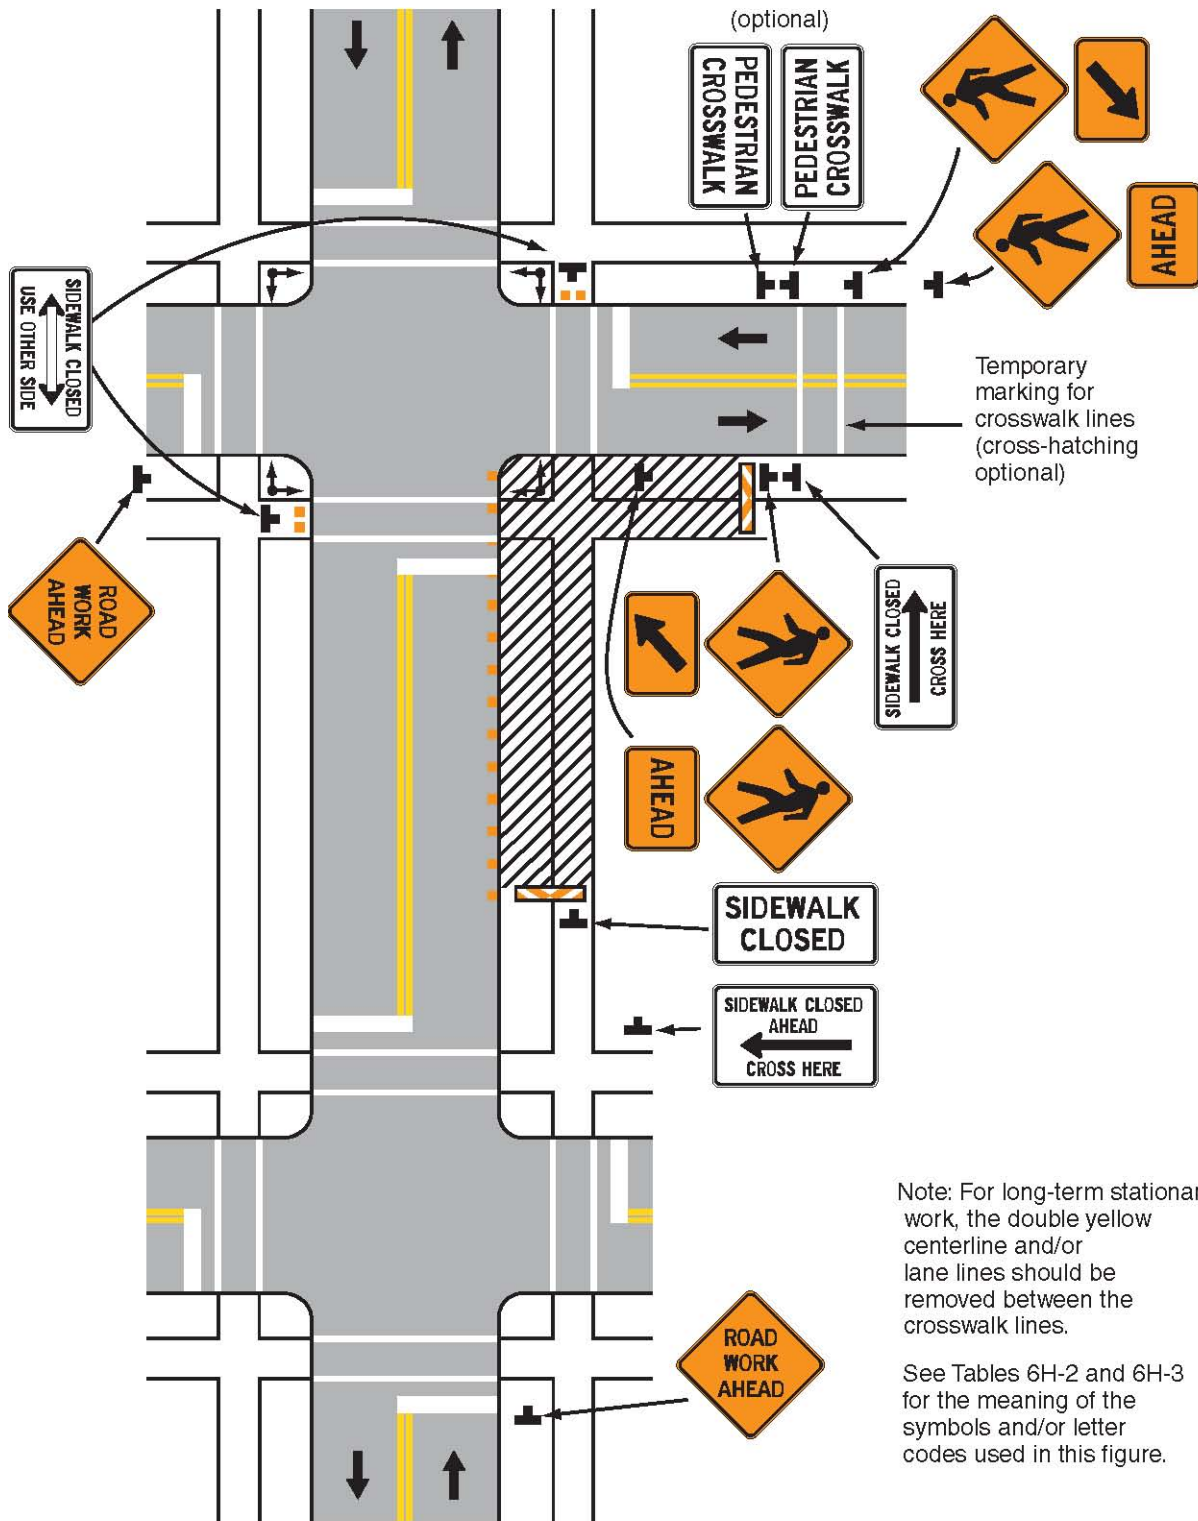 (optional)
PEDESTRIAN
CROSSWALK
PEDESTRIAN
CROSSWALK
AHEAD
SIDEWALK CLOSED
USE OTHER SIDE
Temporary
marking for
crosswalk lines
(cross-hatching
optional)
ROAD
WORK
AHEAD
SIDEWALK CLOSED
CROSS HERE
AHEAD
SIDEWALK
CLOSED
SIDEWALK CLOSED
AHEAD
CROSS HERE
Note: For long-term stationar
work, the double yellow
centerline and/or
lane lines should be
removed between the
crosswalk lines.
ROAD
WORK
AHEAD
See Tables 6H-2 and 6H-3
for the meaning of the
symbols and/or letter
codes used in this figure.